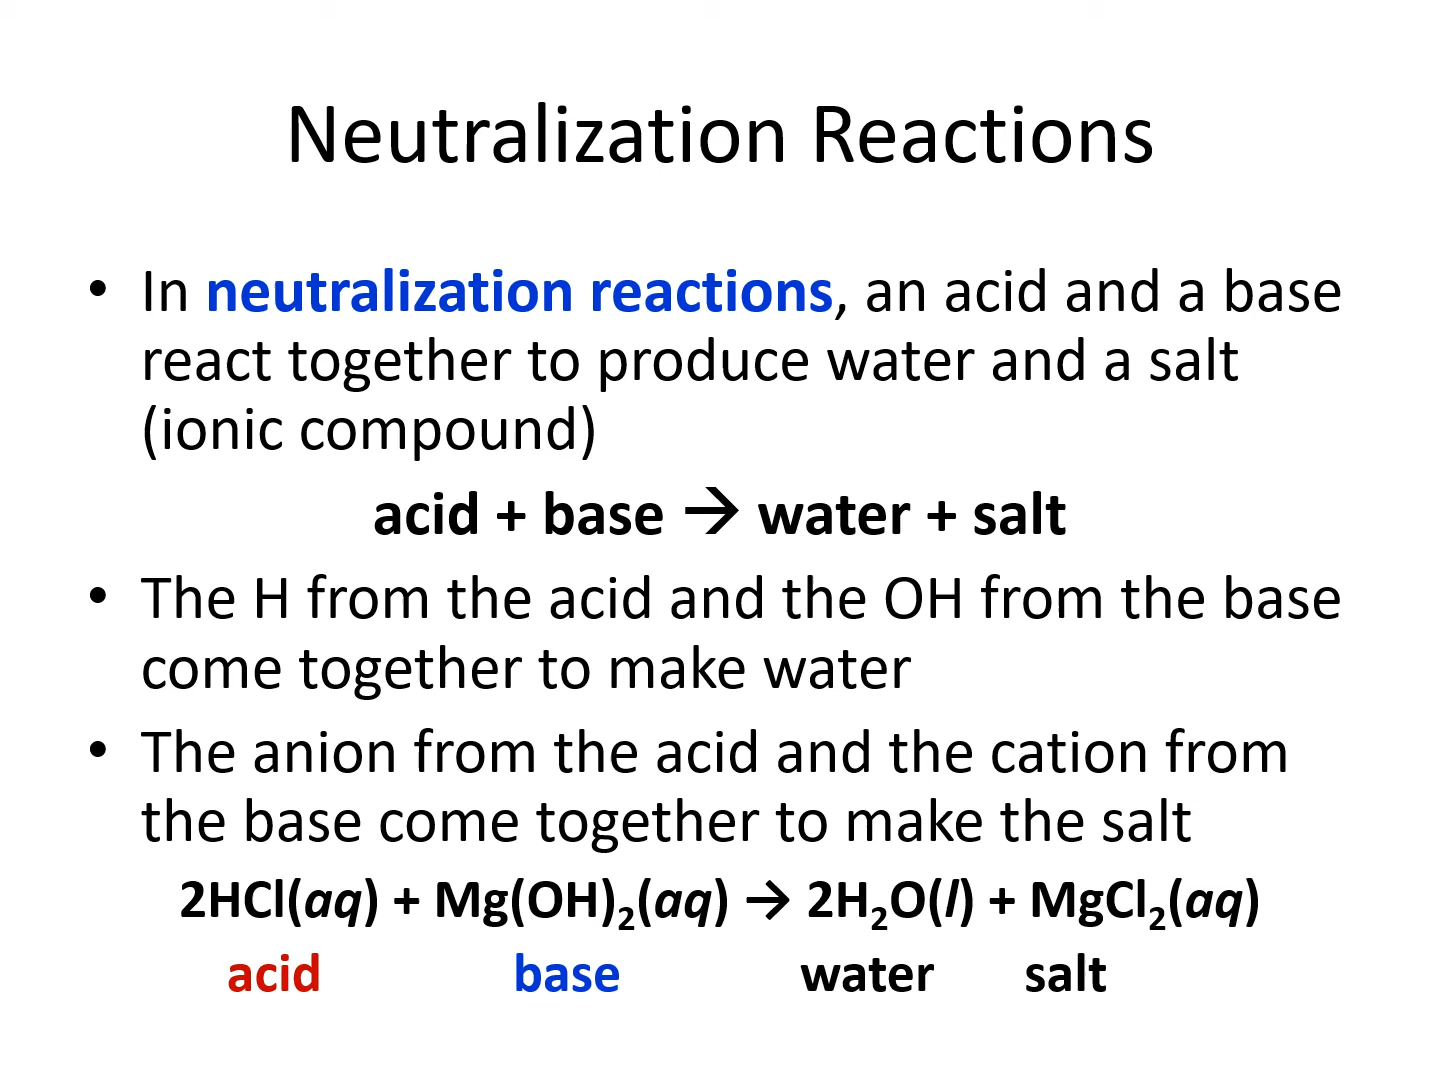 Neutralization Reactions
• In neutralization reactions, an acid and a base
react together to produce water and a salt
(ionic compound)
acid + base → water + salt
• The H from the acid and the OH from the base
come together to make water
• The anion from the acid and the cation from
the base come together to make the salt
2HCl(aq) + Mg(OH)₂(aq) → 2H₂O(l) + MgCl₂(aq)
acid base water salt